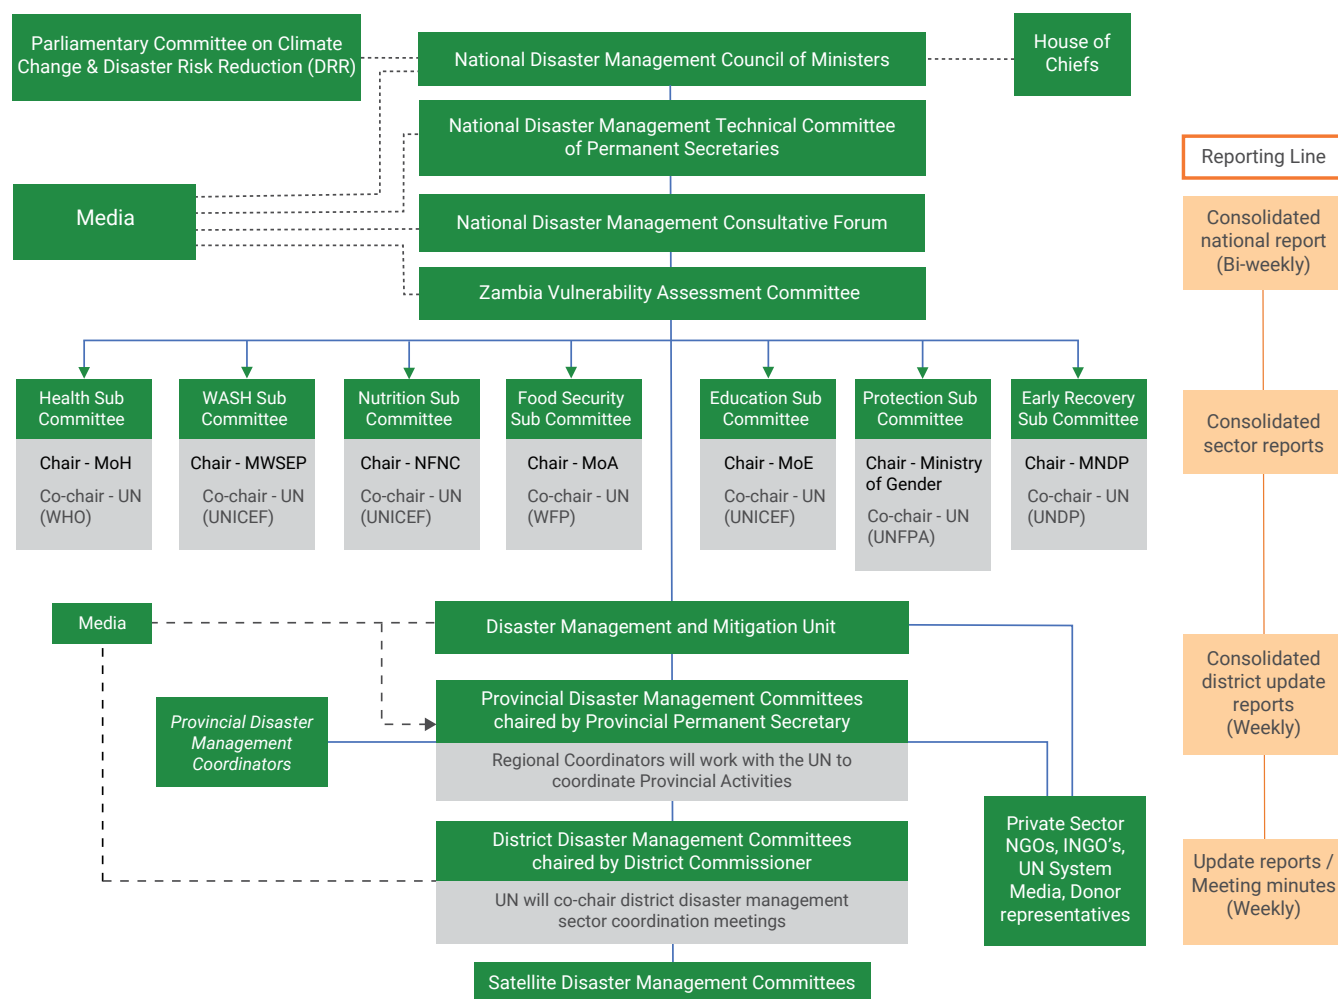 Parliamentary Committee on Climate
Change & Disaster Risk Reduction (DRR)
National Disaster Management Council of Ministers
House of
Chiefs
National Disaster Management Technical Committee
of Permanent Secretaries
Reporting Line
Media
National Disaster Management Consultative Forum
Consolidated
national report
(Bi-weekly)
Zambia Vulnerability Assessment Committee
Health Sub
Committee
Chair - MoH
Co-chair - UN
(WHO)
WASH Sub
Committee
Chair - MWSEP
Co-chair - UN
(UNICEF)
Nutrition Sub
Committee
Chair - NFNC
Co-chair - UN
(UNICEF)
Food Security
Sub Committee
Chair - MoA
Co-chair - UN
(WFP)
Education Sub
Committee
Chair - MoE
Co-chair - UN
(UNICEF)
Protection Sub
Committee
Chair - Ministry
of Gender
Co-chair - UN
(UNFPA)
Early Recovery
Sub Committee
Chair - MNDP
Co-chair - UN
(UNDP)
Consolidated
sector reports
Media
Disaster Management and Mitigation Unit
Consolidated
district update
reports
(Weekly)
Provincial Disaster
Management
Coordinators
Provincial Disaster Management Committees
chaired by Provincial Permanent Secretary
Regional Coordinators will work with the UN to
coordinate Provincial Activities
District Disaster Management Committees
chaired by District Commissioner
UN will co-chair district disaster management
sector coordination meetings
Private Sector
NGOs, INGO's,
UN System
Media, Donor
representatives
Update reports /
Meeting minutes
(Weekly)
Satellite Disaster Management Committees